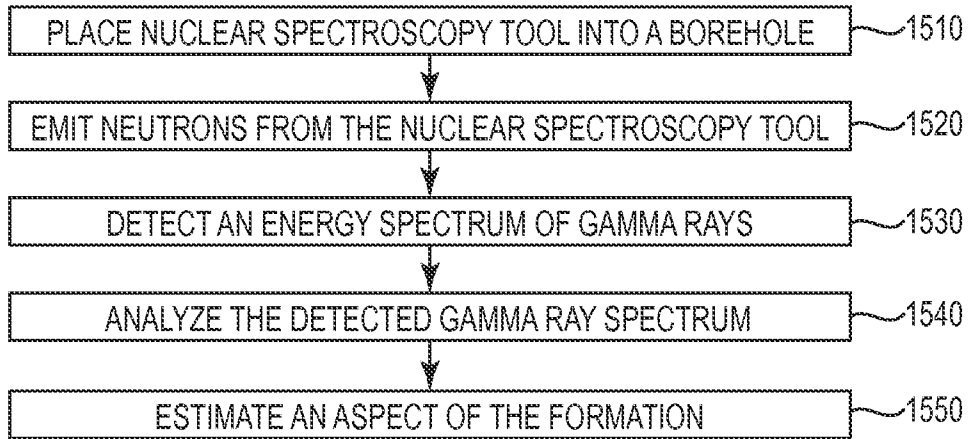 PLACE NUCLEAR SPECTROSCOPY TOOL INTO A BOREHOLE 1510
EMIT NEUTRONS FROM THE NUCLEAR SPECTROSCOPY TOOL 1520
DETECT AN ENERGY SPECTRUM OF GAMMA RAYS 1530
ANALYZE THE DETECTED GAMMA RAY SPECTRUM 1540
ESTIMATE AN ASPECT OF THE FORMATION 1550